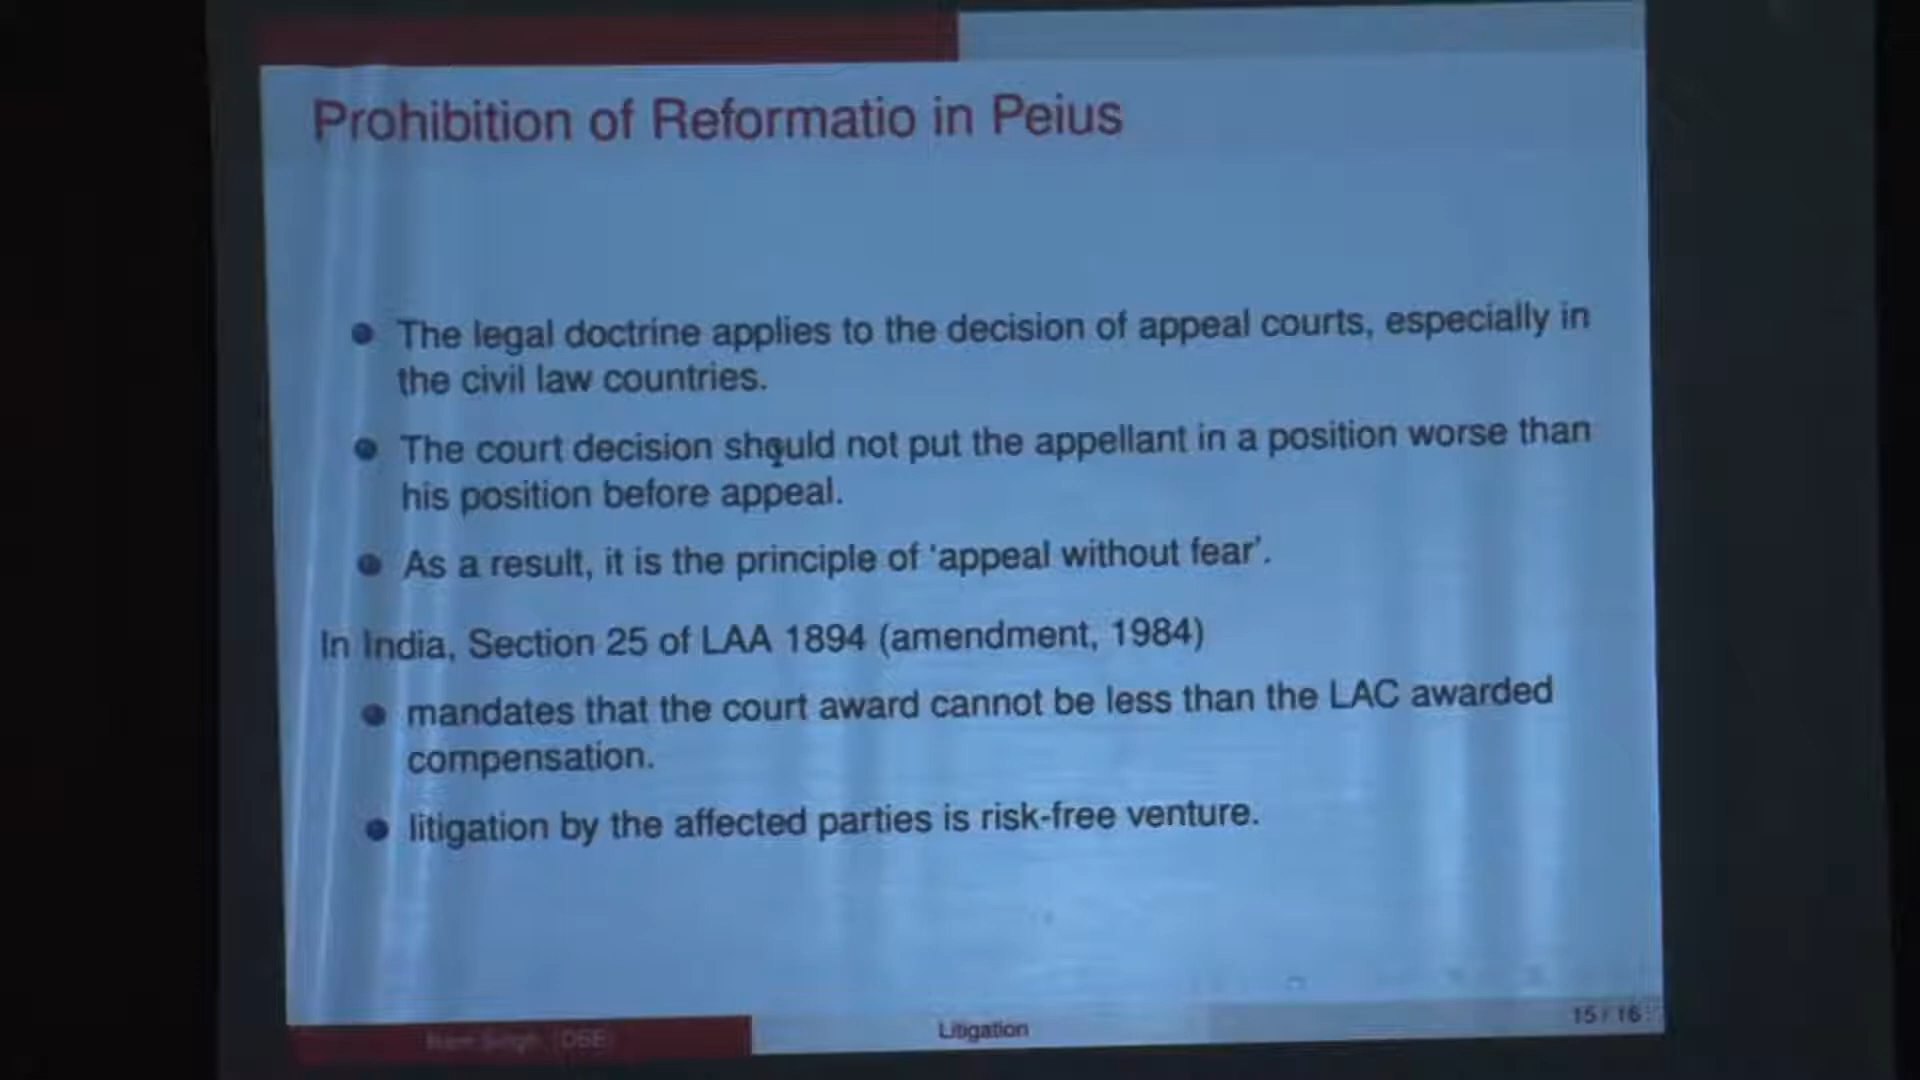 Prohibition of Reformatio in Peius
The legal doctrine applies to the decision of appeal courts, especially in
the civil law countries.
The court decision should not put the appellant in a position worse than
his position before appeal.
As a result, it is the principle of 'appeal without fear'.
In India, Section 25 of LAA 1894 (amendment, 1984)
mandates that the court award cannot be less than the LAC awarded
compensation.
litigation by the affected parties is risk-free venture.
Singh (DSE)
Litigation
15 / 16